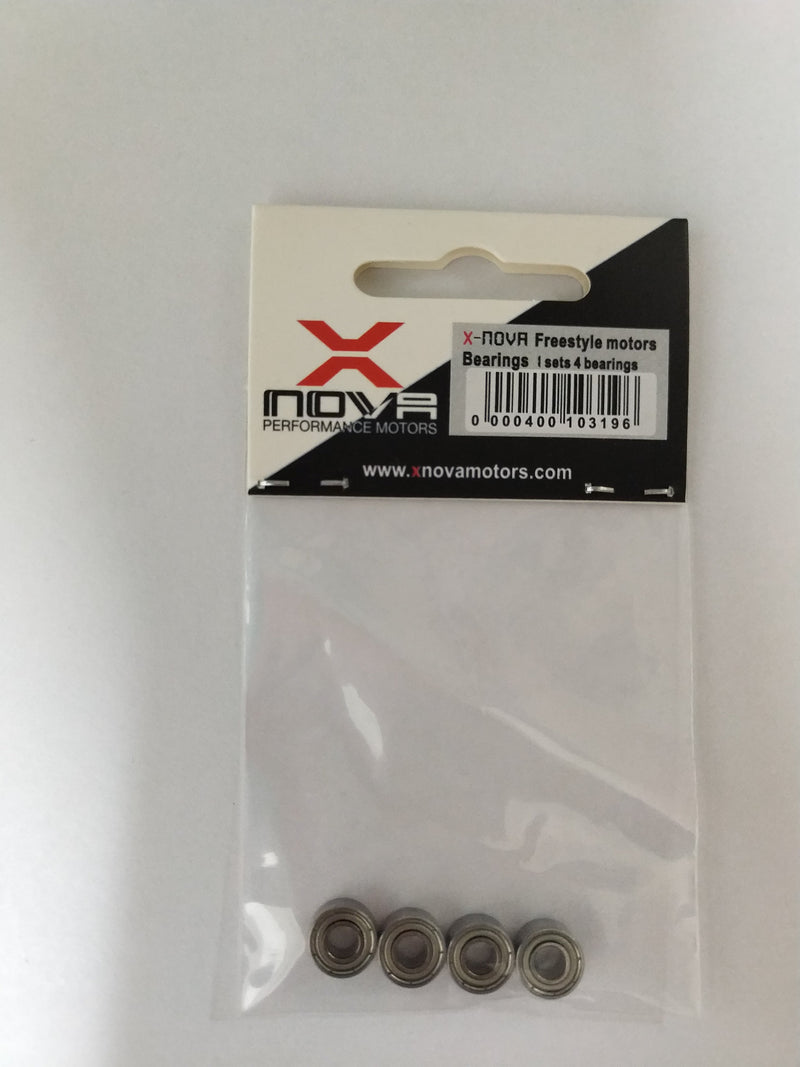 X-NOVA Freestyle motors
Bearings 1 sets 4 bearings
0 000400 103196
X
NOVA
PERFORMANCE MOTORS
www.xnovamotors.com